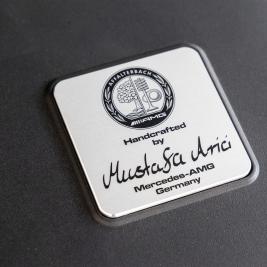 AFFALTERBACH
AMG
Handcrafted
by
Mustafa Arici
Mercedes-AMG
Germany